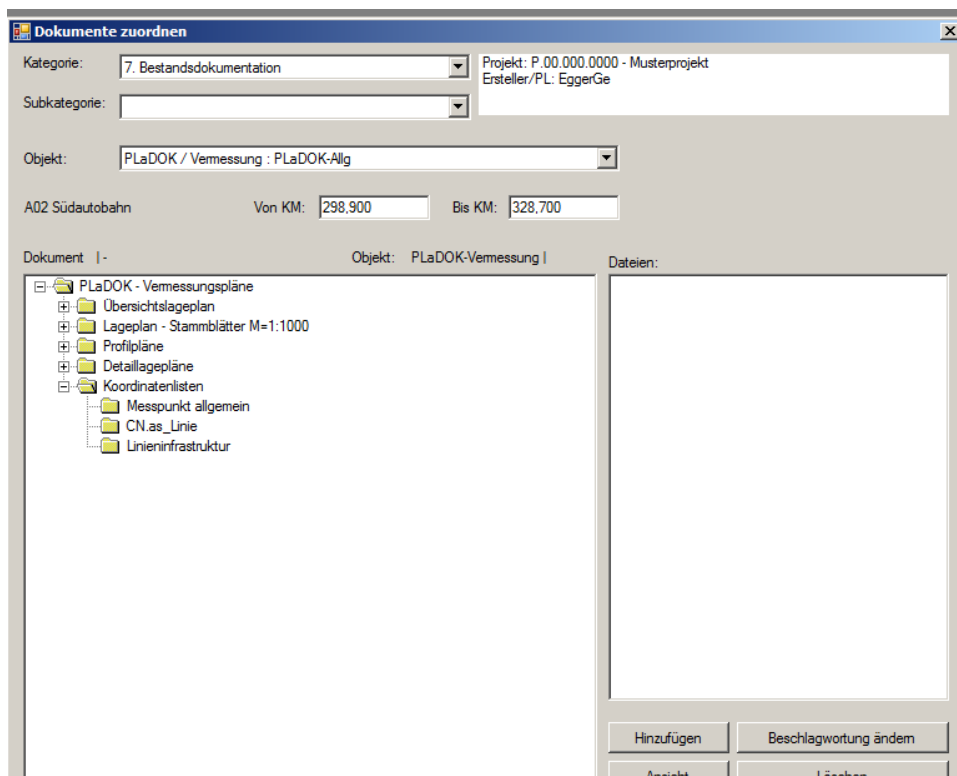 Dokumente zuordnen
Kategorie: 7. Bestandsdokumentation
Projekt: P.00.000.0000 - Musterprojekt
Ersteller/PL: EggerGe
Subkategorie:
Objekt: PLaDOK / Vermessung : PLaDOK-Allg
A02 Südautobahn Von KM: 298,900 Bis KM: 328,700
Dokument |- Objekt: PLaDOK-Vermessung |
Dateien:
PLaDOK - Vermessungspläne
Übersichtslageplan
Lageplan - Stammblätter M=1:1000
Profilpläne
Detaillagepläne
Koordinatenlisten
Messpunkt allgemein
CN.as_Linie
Linieninfrastruktur
Hinzufügen Beschlagwortung ändern
Ansicht Löschen